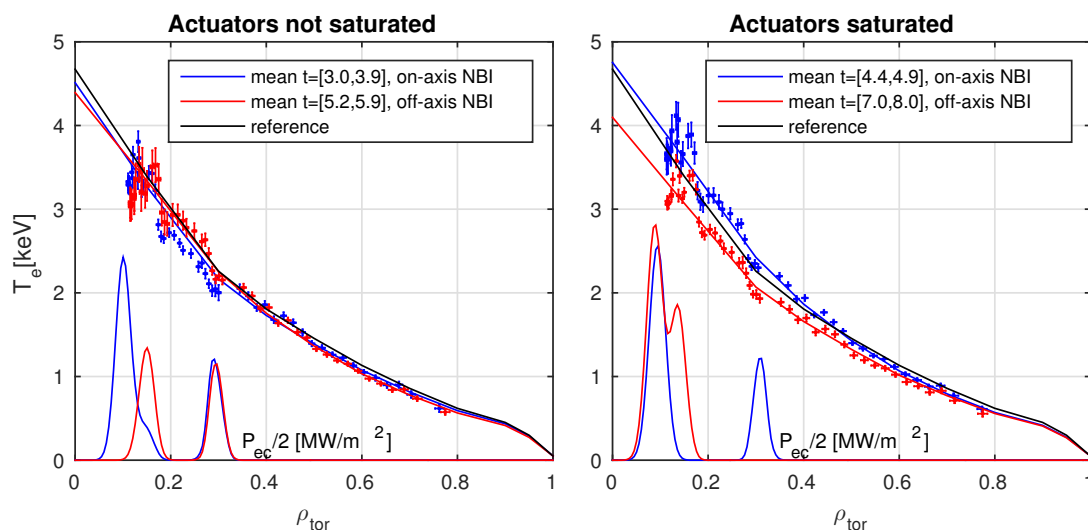 Actuators not saturated
5
4
3
2
1
0
T_e [keV]
mean t=[3.0,3.9], on-axis NBI
mean t=[5.2,5.9], off-axis NBI
reference
P_ec/2 [MW/m^2]
0 0.2 0.4 0.6 0.8 1
ρ_tor
Actuators saturated
5
4
3
2
1
0
mean t=[4.4,4.9], on-axis NBI
mean t=[7.0,8.0], off-axis NBI
reference
P_ec/2 [MW/m^2]
0 0.2 0.4 0.6 0.8 1
ρ_tor